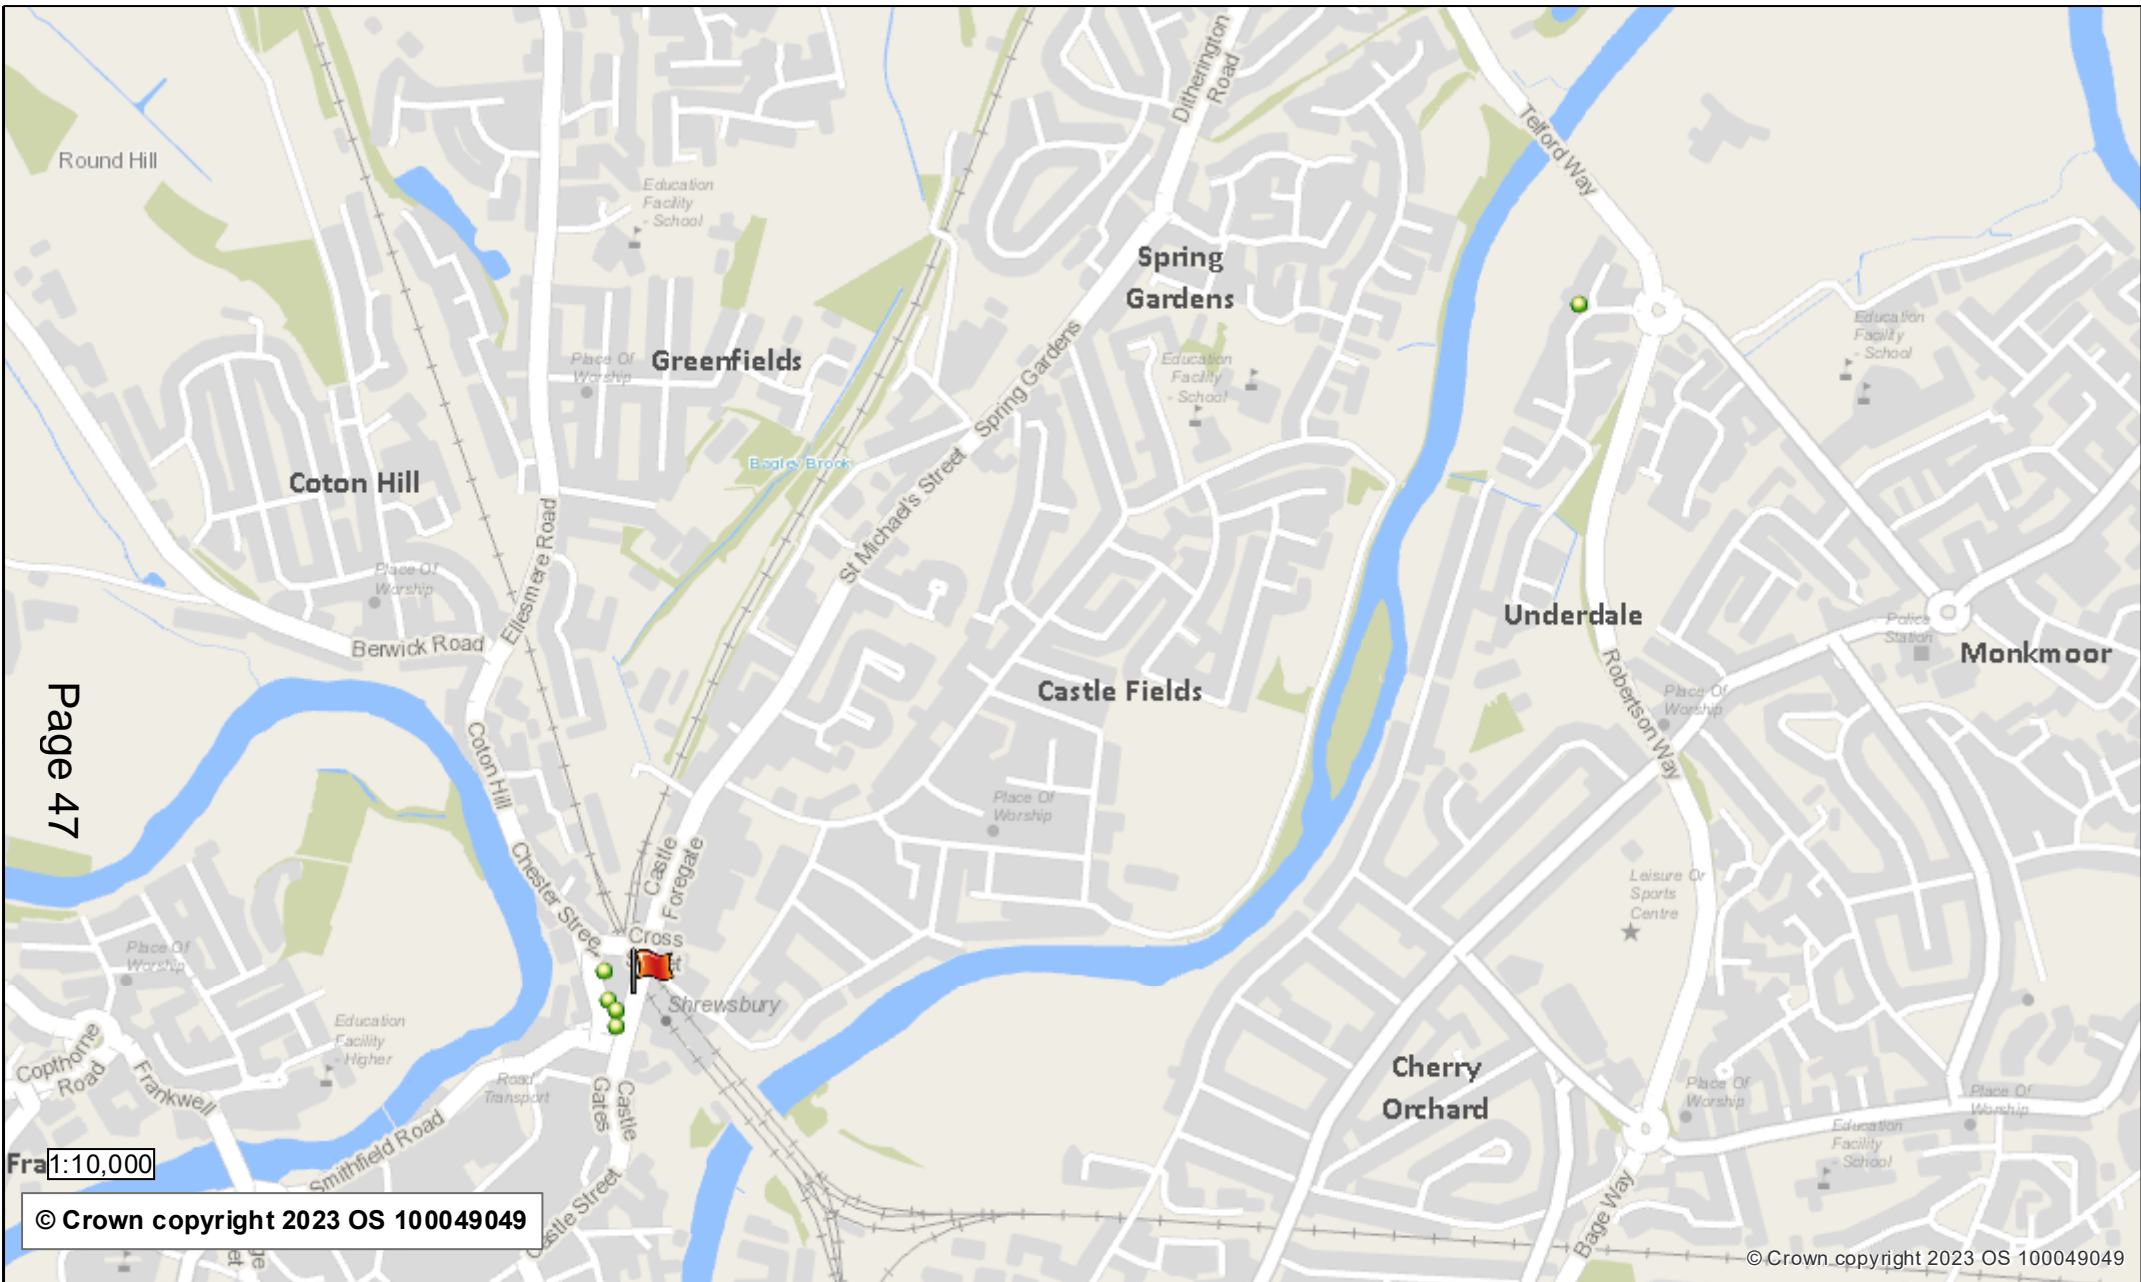 Ditherington
Road
Telford Way
Round Hill
Education
Facility
- School
Spring
Gardens
Education
Facility
- School
Place Of
Worship
Greenfields
Education
Facility
- School
Spring Gardens
Bagley Brook
Coton Hill
St Michael's Street
Ellesmere Road
Place Of
Worship
Berwick Road
Underdale
Police
Station
Monkmoor
Castle Fields
Robertson Way
Place Of
Worship
Page 47
Coton Hill
Place Of
Worship
Chester Street
Castle
Foregate
Leisure Or
Sports
Centre
Cross
Place Of
Worship
Shrewsbury
Education
Facility
- Higher
Copthorne
Road
Frankwell
Road
Transport
Castle
Gates
Cherry
Orchard
Place Of
Worship
Place Of
Worship
Education
Facility
- School
Smithfield Road
Fra
1:10,000
Castle Street
Bage Way
© Crown copyright 2023 OS 100049049
© Crown copyright 2023 OS 100049049